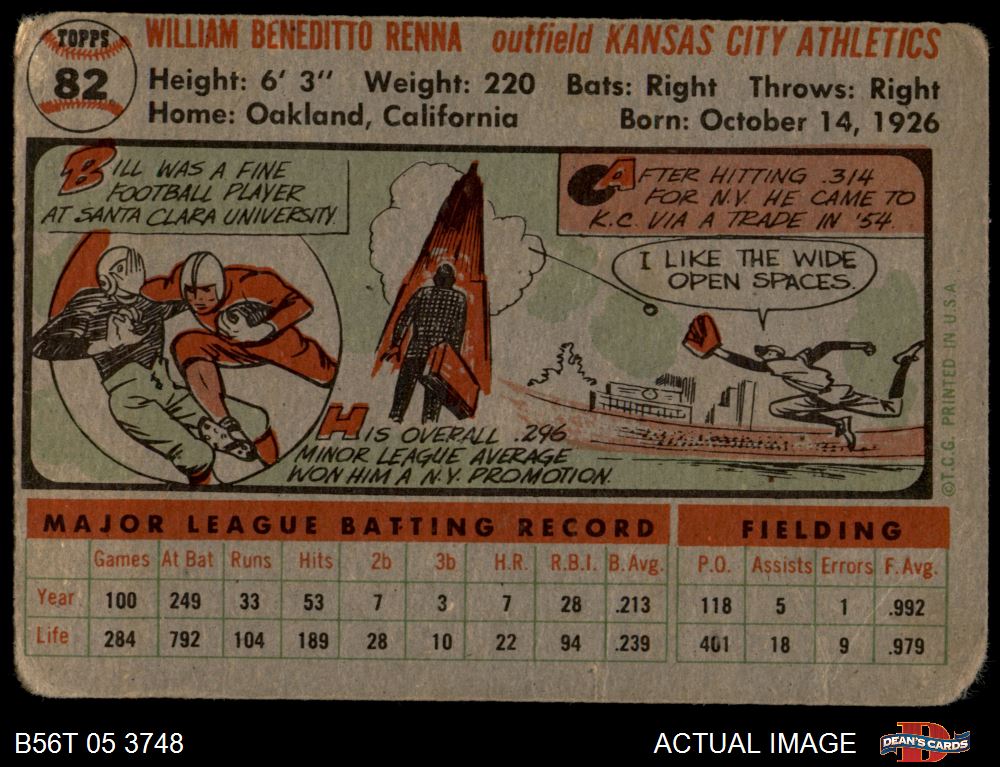 TOPPS
82
WILLIAM BENEDITTO RENNA outfield KANSAS CITY ATHLETICS
Height: 6' 3" Weight: 220 Bats: Right Throws: Right
Home: Oakland, California Born: October 14, 1926
BILL WAS A FINE
FOOTBALL PLAYER
AT SANTA CLARA UNIVERSITY.
HIS OVERALL .296
MINOR LEAGUE AVERAGE
WON HIM A N.Y. PROMOTION.
AFTER HITTING .314
FOR N.Y. HE CAME TO
K.C. VIA A TRADE IN '54.
I LIKE THE WIDE
OPEN SPACES.
©T.C.G. PRINTED IN U.S.A.
MAJOR LEAGUE BATTING RECORD FIELDING
Games At Bat Runs Hits 2b 3b H.R. R.B.I. B.Avg. P.O. Assists Errors F.Avg.
Year 100 249 33 53 7 3 7 28 .213 118 5 1 .992
Life 284 792 104 189 28 10 22 94 .239 401 18 9 .979
B56T 05 3748 ACTUAL IMAGE DEAN'S CARDS